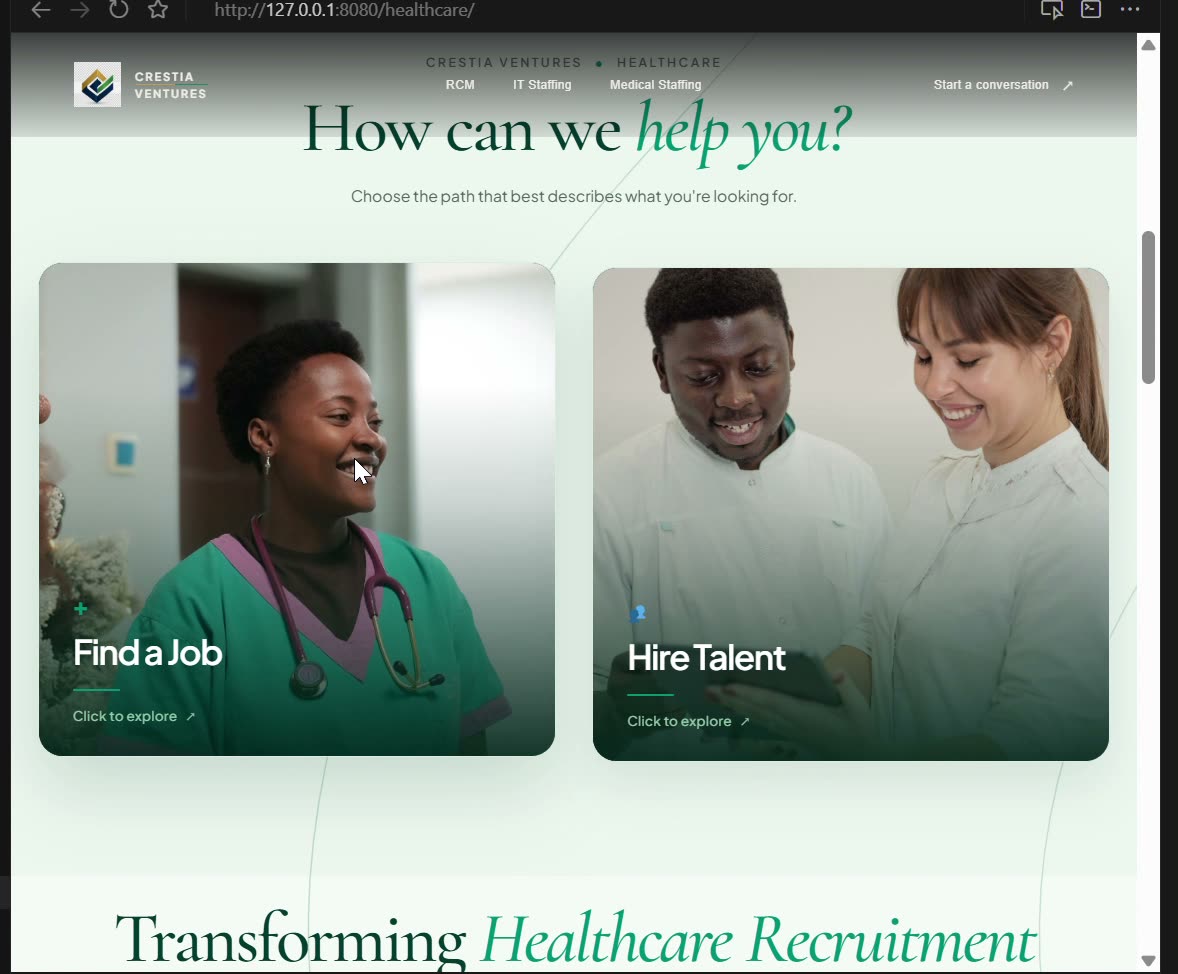 http://127.0.0.1:8080/healthcare/
CRESTIA VENTURES • HEALTHCARE
CRESTIA
VENTURES
RCM
IT Staffing
Medical Staffing
Start a conversation ↗
How can we help you?
Choose the path that best describes what you're looking for.
Find a Job
Click to explore ↗
Hire Talent
Click to explore ↗
Transforming Healthcare Recruitment